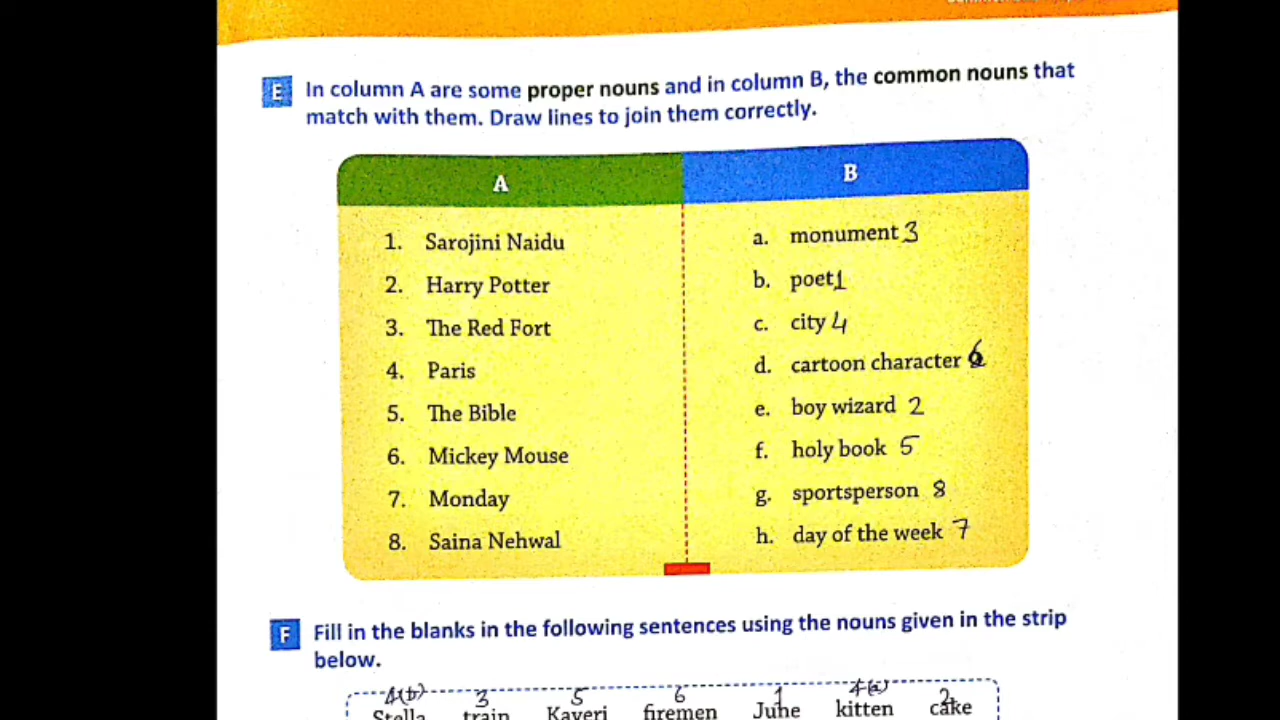 E In column A are some proper nouns and in column B, the common nouns that
match with them. Draw lines to join them correctly.
A B
1. Sarojini Naidu a. monument 3
2. Harry Potter b. poet 1
3. The Red Fort c. city 4
4. Paris d. cartoon character 6
5. The Bible e. boy wizard 2
6. Mickey Mouse f. holy book 5
7. Monday g. sportsperson 8
8. Saina Nehwal h. day of the week 7
F Fill in the blanks in the following sentences using the nouns given in the strip
below.
4(b) 3 5 6 1 4(a) 2
Stella train Kaveri firemen June kitten cake